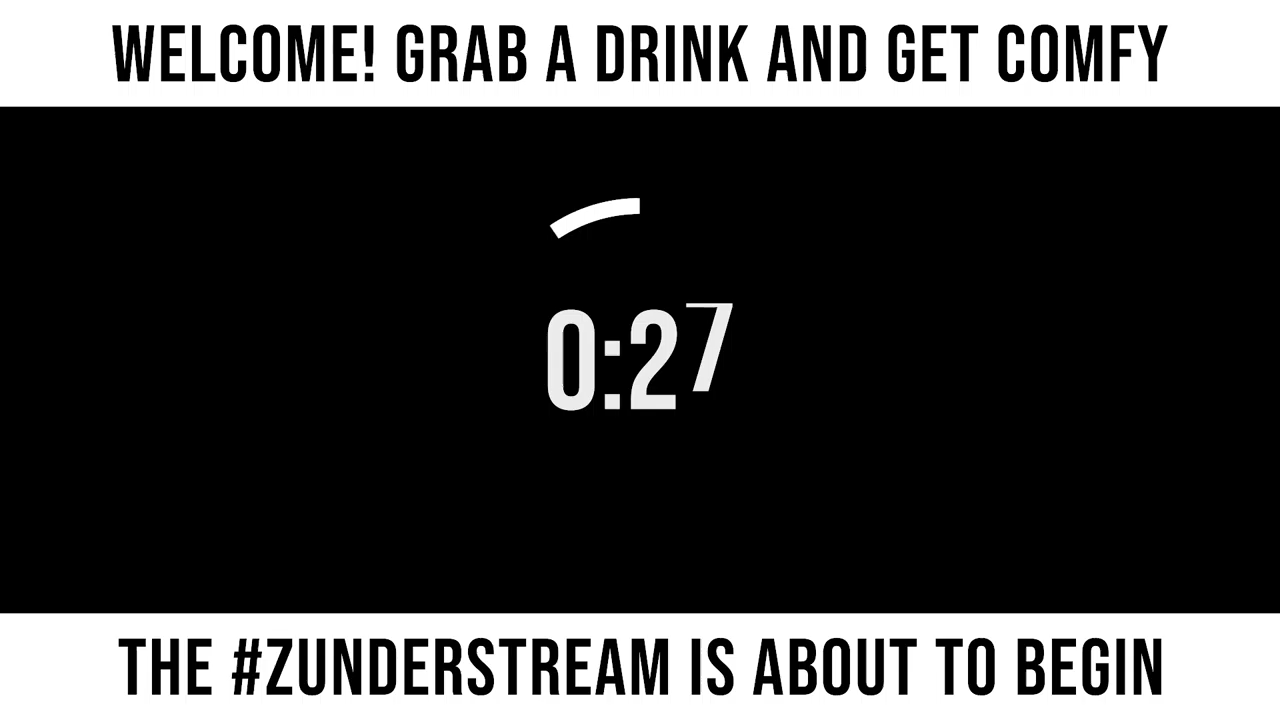 WELCOME! GRAB A DRINK AND GET COMFY
0:27
THE #ZUNDERSTREAM IS ABOUT TO BEGIN